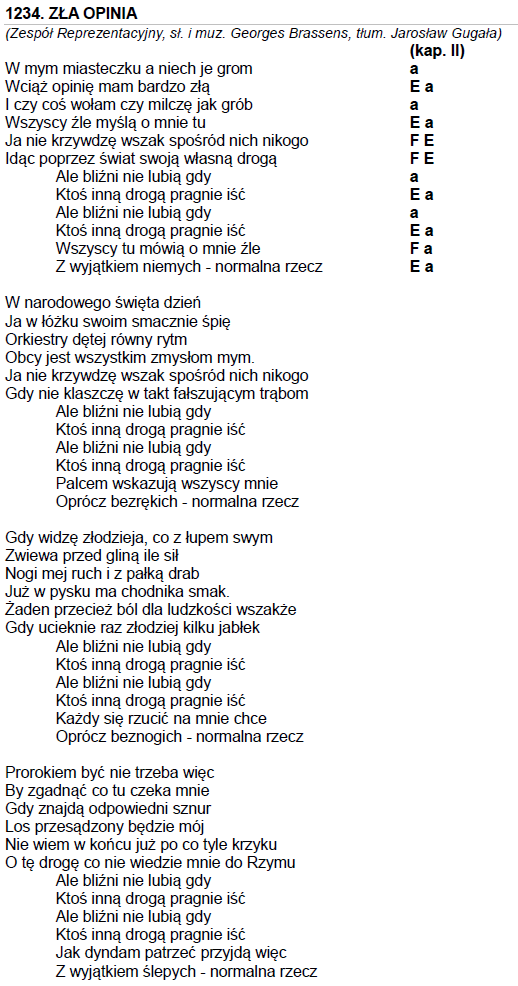 1234. ZŁA OPINIA
(Zespół Reprezentacyjny, sł. i muz. Georges Brassens, tłum. Jarosław Gugała)
(kap. II)
W mym miasteczku a niech je grom a
Wciąż opinię mam bardzo złą E a
I czy coś wołam czy milczę jak grób a
Wszyscy źle myślą o mnie tu E a
Ja nie krzywdzę wszak spośród nich nikogo F E
Idąc poprzez świat swoją własną drogą F E
Ale bliźni nie lubią gdy a
Ktoś inną drogą pragnie iść E a
Ale bliźni nie lubią gdy a
Ktoś inną drogą pragnie iść E a
Wszyscy tu mówią o mnie źle F a
Z wyjątkiem niemych - normalna rzecz E a

W narodowego święta dzień
Ja w łóżku swoim smacznie śpię
Orkiestry dętej równy rytm
Obcy jest wszystkim zmysłom mym.
Ja nie krzywdzę wszak spośród nich nikogo
Gdy nie klaszczę w takt fałszującym trąbom
Ale bliźni nie lubią gdy
Ktoś inną drogą pragnie iść
Ale bliźni nie lubią gdy
Ktoś inną drogą pragnie iść
Palcem wskazują wszyscy mnie
Oprócz bezrękich - normalna rzecz

Gdy widzę złodzieja, co z łupem swym
Zwiewa przed gliną ile sił
Nogi mej ruch i z pałką drab
Już w pysku ma chodnika smak.
Żaden przecież ból dla ludzkości wszakże
Gdy ucieknie raz złodziej kilku jabłek
Ale bliźni nie lubią gdy
Ktoś inną drogą pragnie iść
Ale bliźni nie lubią gdy
Ktoś inną drogą pragnie iść
Każdy się rzucić na mnie chce
Oprócz beznogich - normalna rzecz

Prorokiem być nie trzeba więc
By zgadnąć co tu czeka mnie
Gdy znajdą odpowiedni sznur
Los przesądzony będzie mój
Nie wiem w końcu już po co tyle krzyku
O tę drogę co nie wiedzie mnie do Rzymu
Ale bliźni nie lubią gdy
Ktoś inną drogą pragnie iść
Ale bliźni nie lubią gdy
Ktoś inną drogą pragnie iść
Jak dyndam patrzeć przyjdą więc
Z wyjątkiem ślepych - normalna rzecz